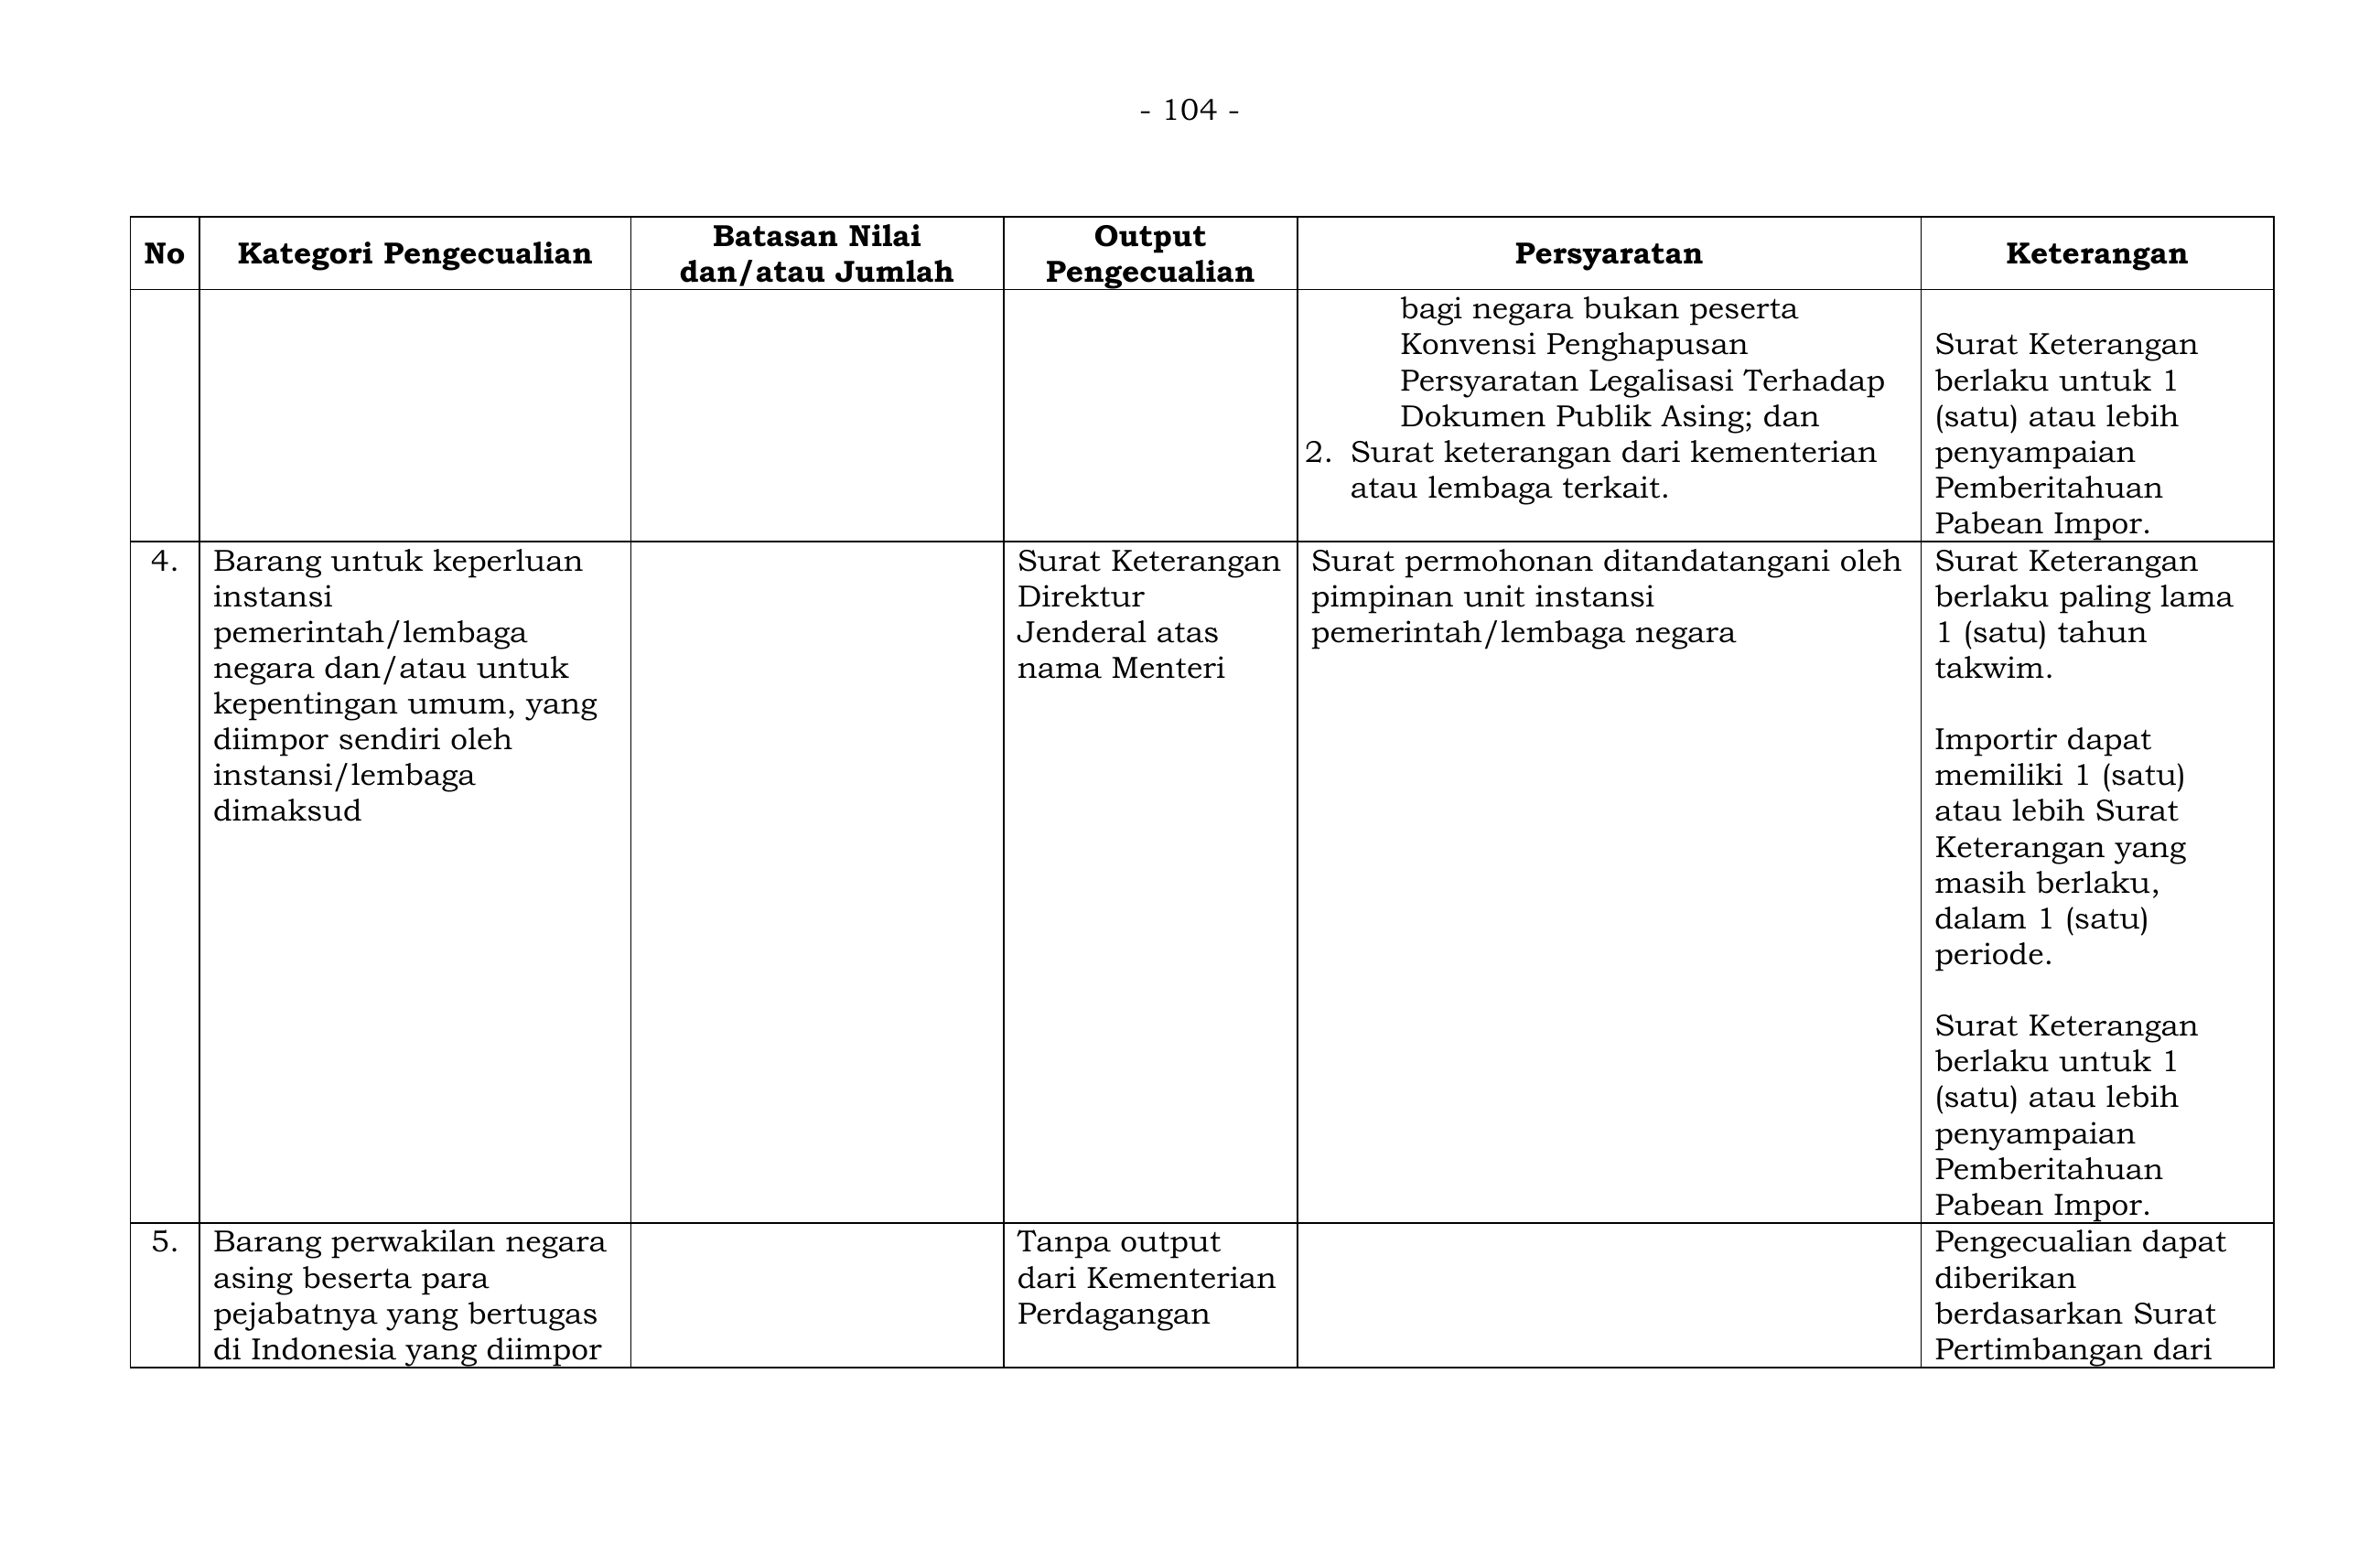 - 104 -
No
Kategori Pengecualian
Batasan Nilai
dan/atau Jumlah
Output
Pengecualian
Persyaratan
Keterangan
bagi negara bukan peserta
Konvensi Penghapusan
Persyaratan Legalisasi Terhadap
Dokumen Publik Asing; dan
2. Surat keterangan dari kementerian
atau lembaga terkait.
Surat Keterangan
berlaku untuk 1
(satu) atau lebih
penyampaian
Pemberitahuan
Pabean Impor.
4.
Barang untuk keperluan
instansi
pemerintah/lembaga
negara dan/atau untuk
kepentingan umum, yang
diimpor sendiri oleh
instansi/lembaga
dimaksud
Surat Keterangan
Direktur
Jenderal atas
nama Menteri
Surat permohonan ditandatangani oleh
pimpinan unit instansi
pemerintah/lembaga negara
Surat Keterangan
berlaku paling lama
1 (satu) tahun
takwim.
Importir dapat
memiliki 1 (satu)
atau lebih Surat
Keterangan yang
masih berlaku,
dalam 1 (satu)
periode.
Surat Keterangan
berlaku untuk 1
(satu) atau lebih
penyampaian
Pemberitahuan
Pabean Impor.
5.
Barang perwakilan negara
asing beserta para
pejabatnya yang bertugas
di Indonesia yang diimpor
Tanpa output
dari Kementerian
Perdagangan
Pengecualian dapat
diberikan
berdasarkan Surat
Pertimbangan dari